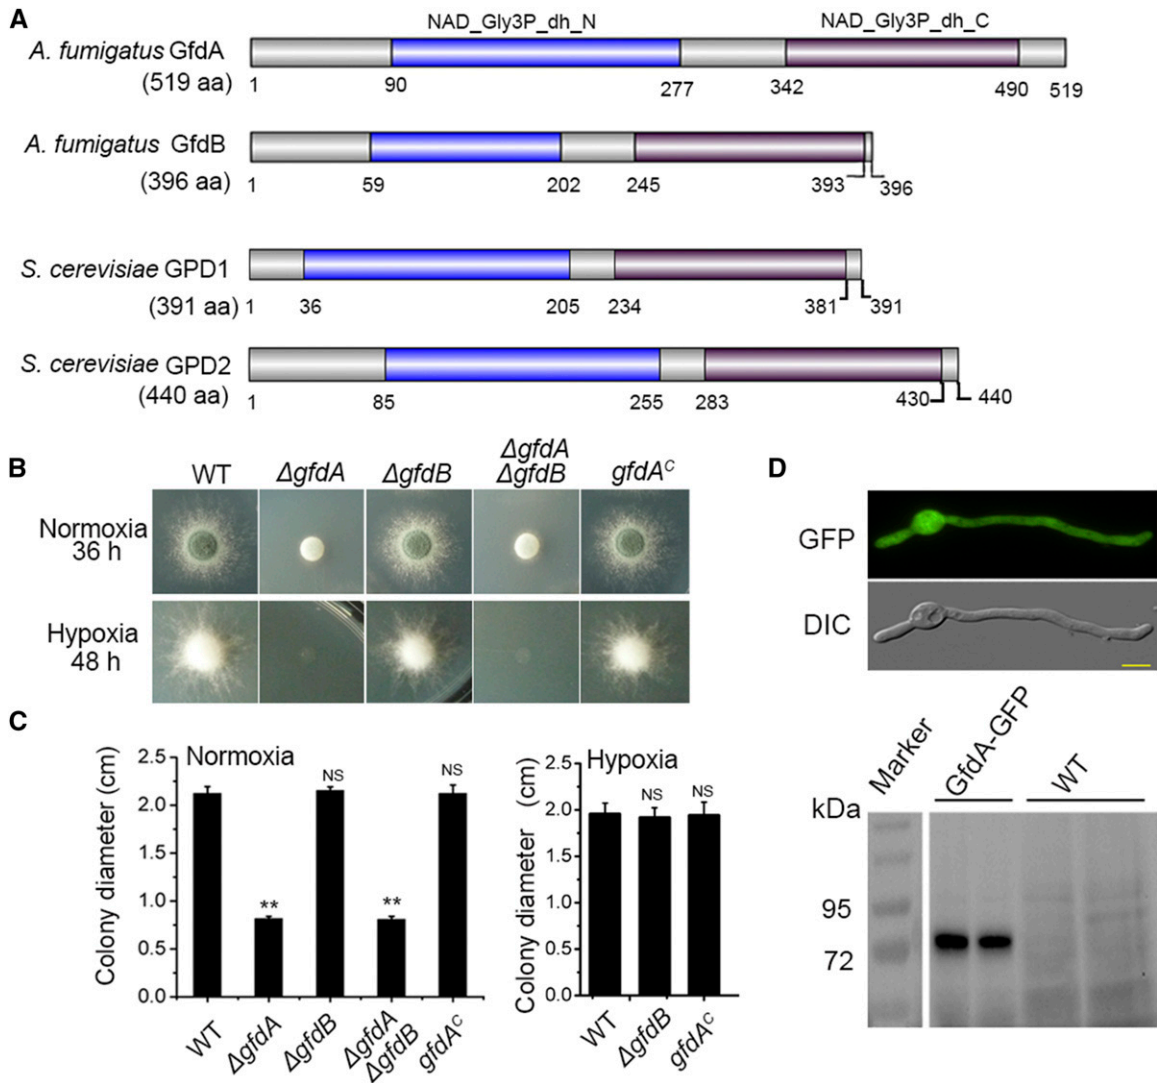 A
NAD_Gly3P_dh_N NAD_Gly3P_dh_C
A. fumigatus GfdA
(519 aa)
1 90 277 342 490 519
A. fumigatus GfdB
(396 aa)
1 59 202 245 393 396
S. cerevisiae GPD1
(391 aa)
1 36 205 234 381 391
S. cerevisiae GPD2
(440 aa)
1 85 255 283 430 440
B
WT ΔgfdA ΔgfdB ΔgfdA ΔgfdB gfdAᶜ
Normoxia
36 h
Hypoxia
48 h
C
Normoxia
Colony diameter (cm)
2.5
2.0
1.5
1.0
0.5
0.0
** NS ** NS
WT ΔgfdA ΔgfdB ΔgfdA ΔgfdB gfdAᶜ
Hypoxia
Colony diameter (cm)
2.5
2.0
1.5
1.0
0.5
0.0
NS NS
WT ΔgfdB gfdAᶜ
D
GFP
DIC
Marker GfdA-GFP WT
kDa
95
72